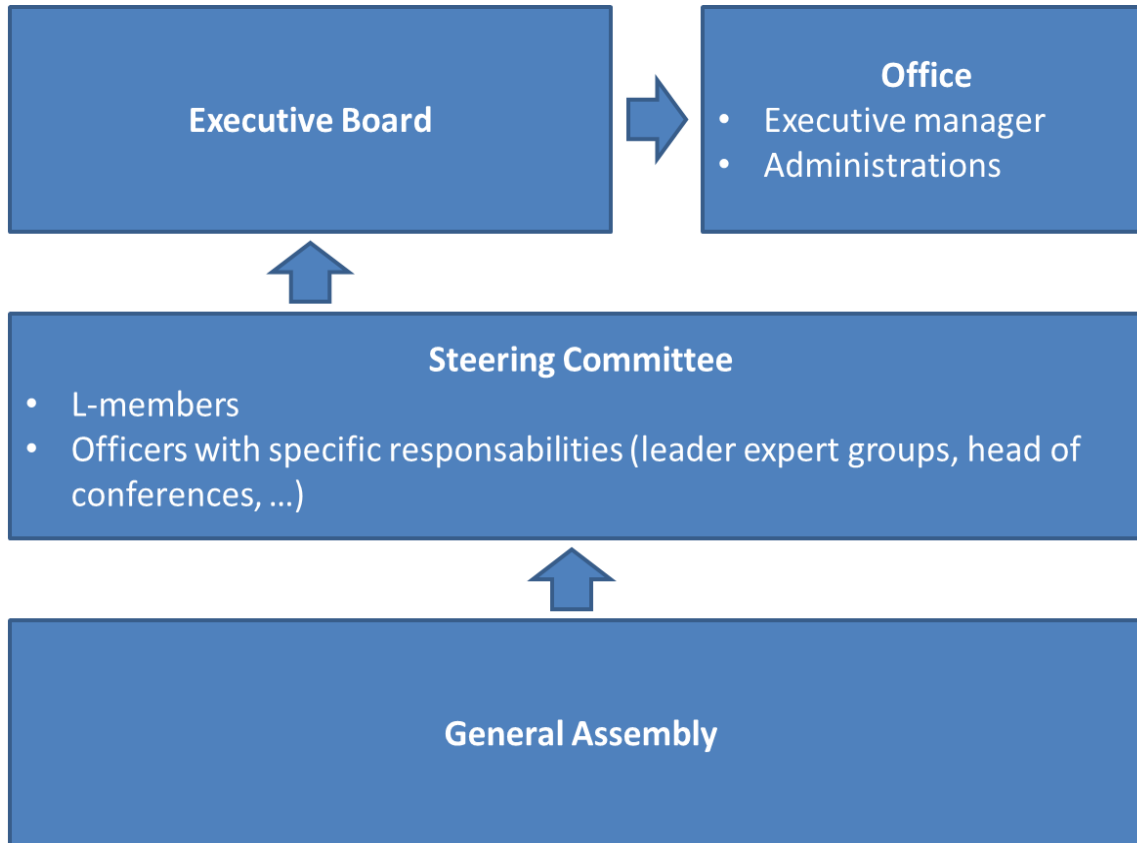 Executive Board
Office
• Executive manager
• Administrations
Steering Committee
• L-members
• Officers with specific responsabilities (leader expert groups, head of
conferences, ...)
General Assembly